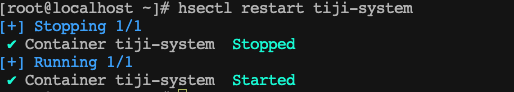 [root@localhost ~]# hsectl restart tiji-system
[+] Stopping 1/1
✔ Container tiji-system  Stopped
[+] Running 1/1
✔ Container tiji-system  Started